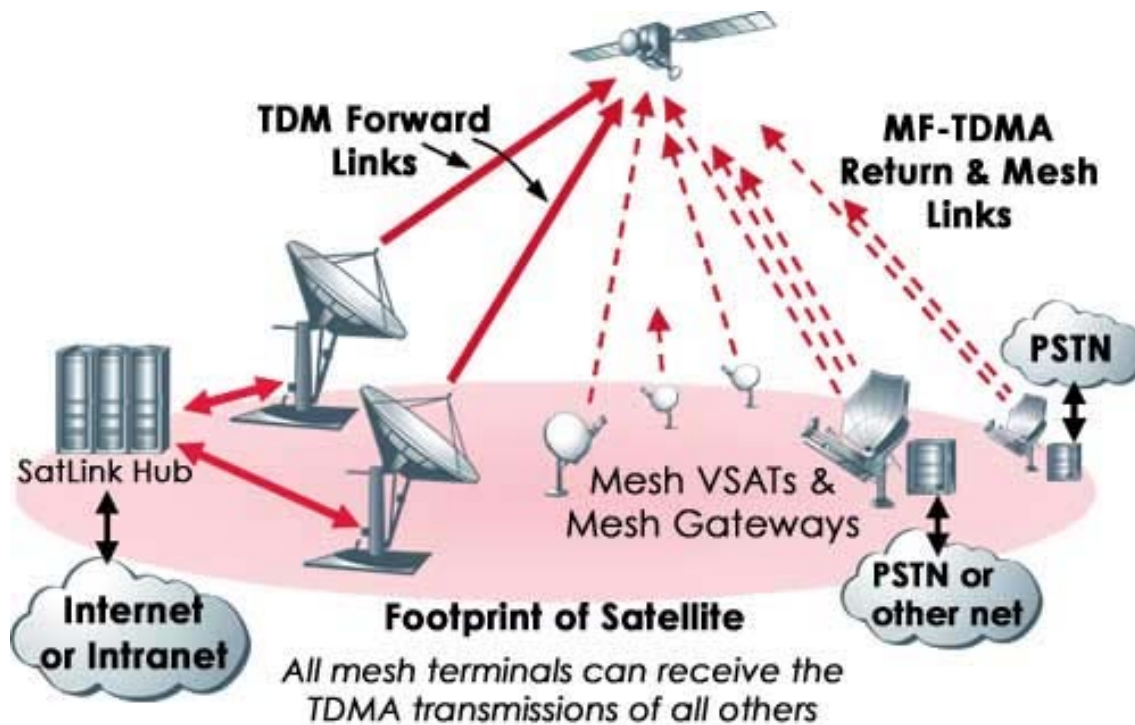 TDM Forward
Links
MF-TDMA
Return & Mesh
Links
PSTN
SatLink Hub
Mesh VSATs &
Mesh Gateways
Internet
or Intranet
PSTN or
other net
Footprint of Satellite
All mesh terminals can receive the
TDMA transmissions of all others